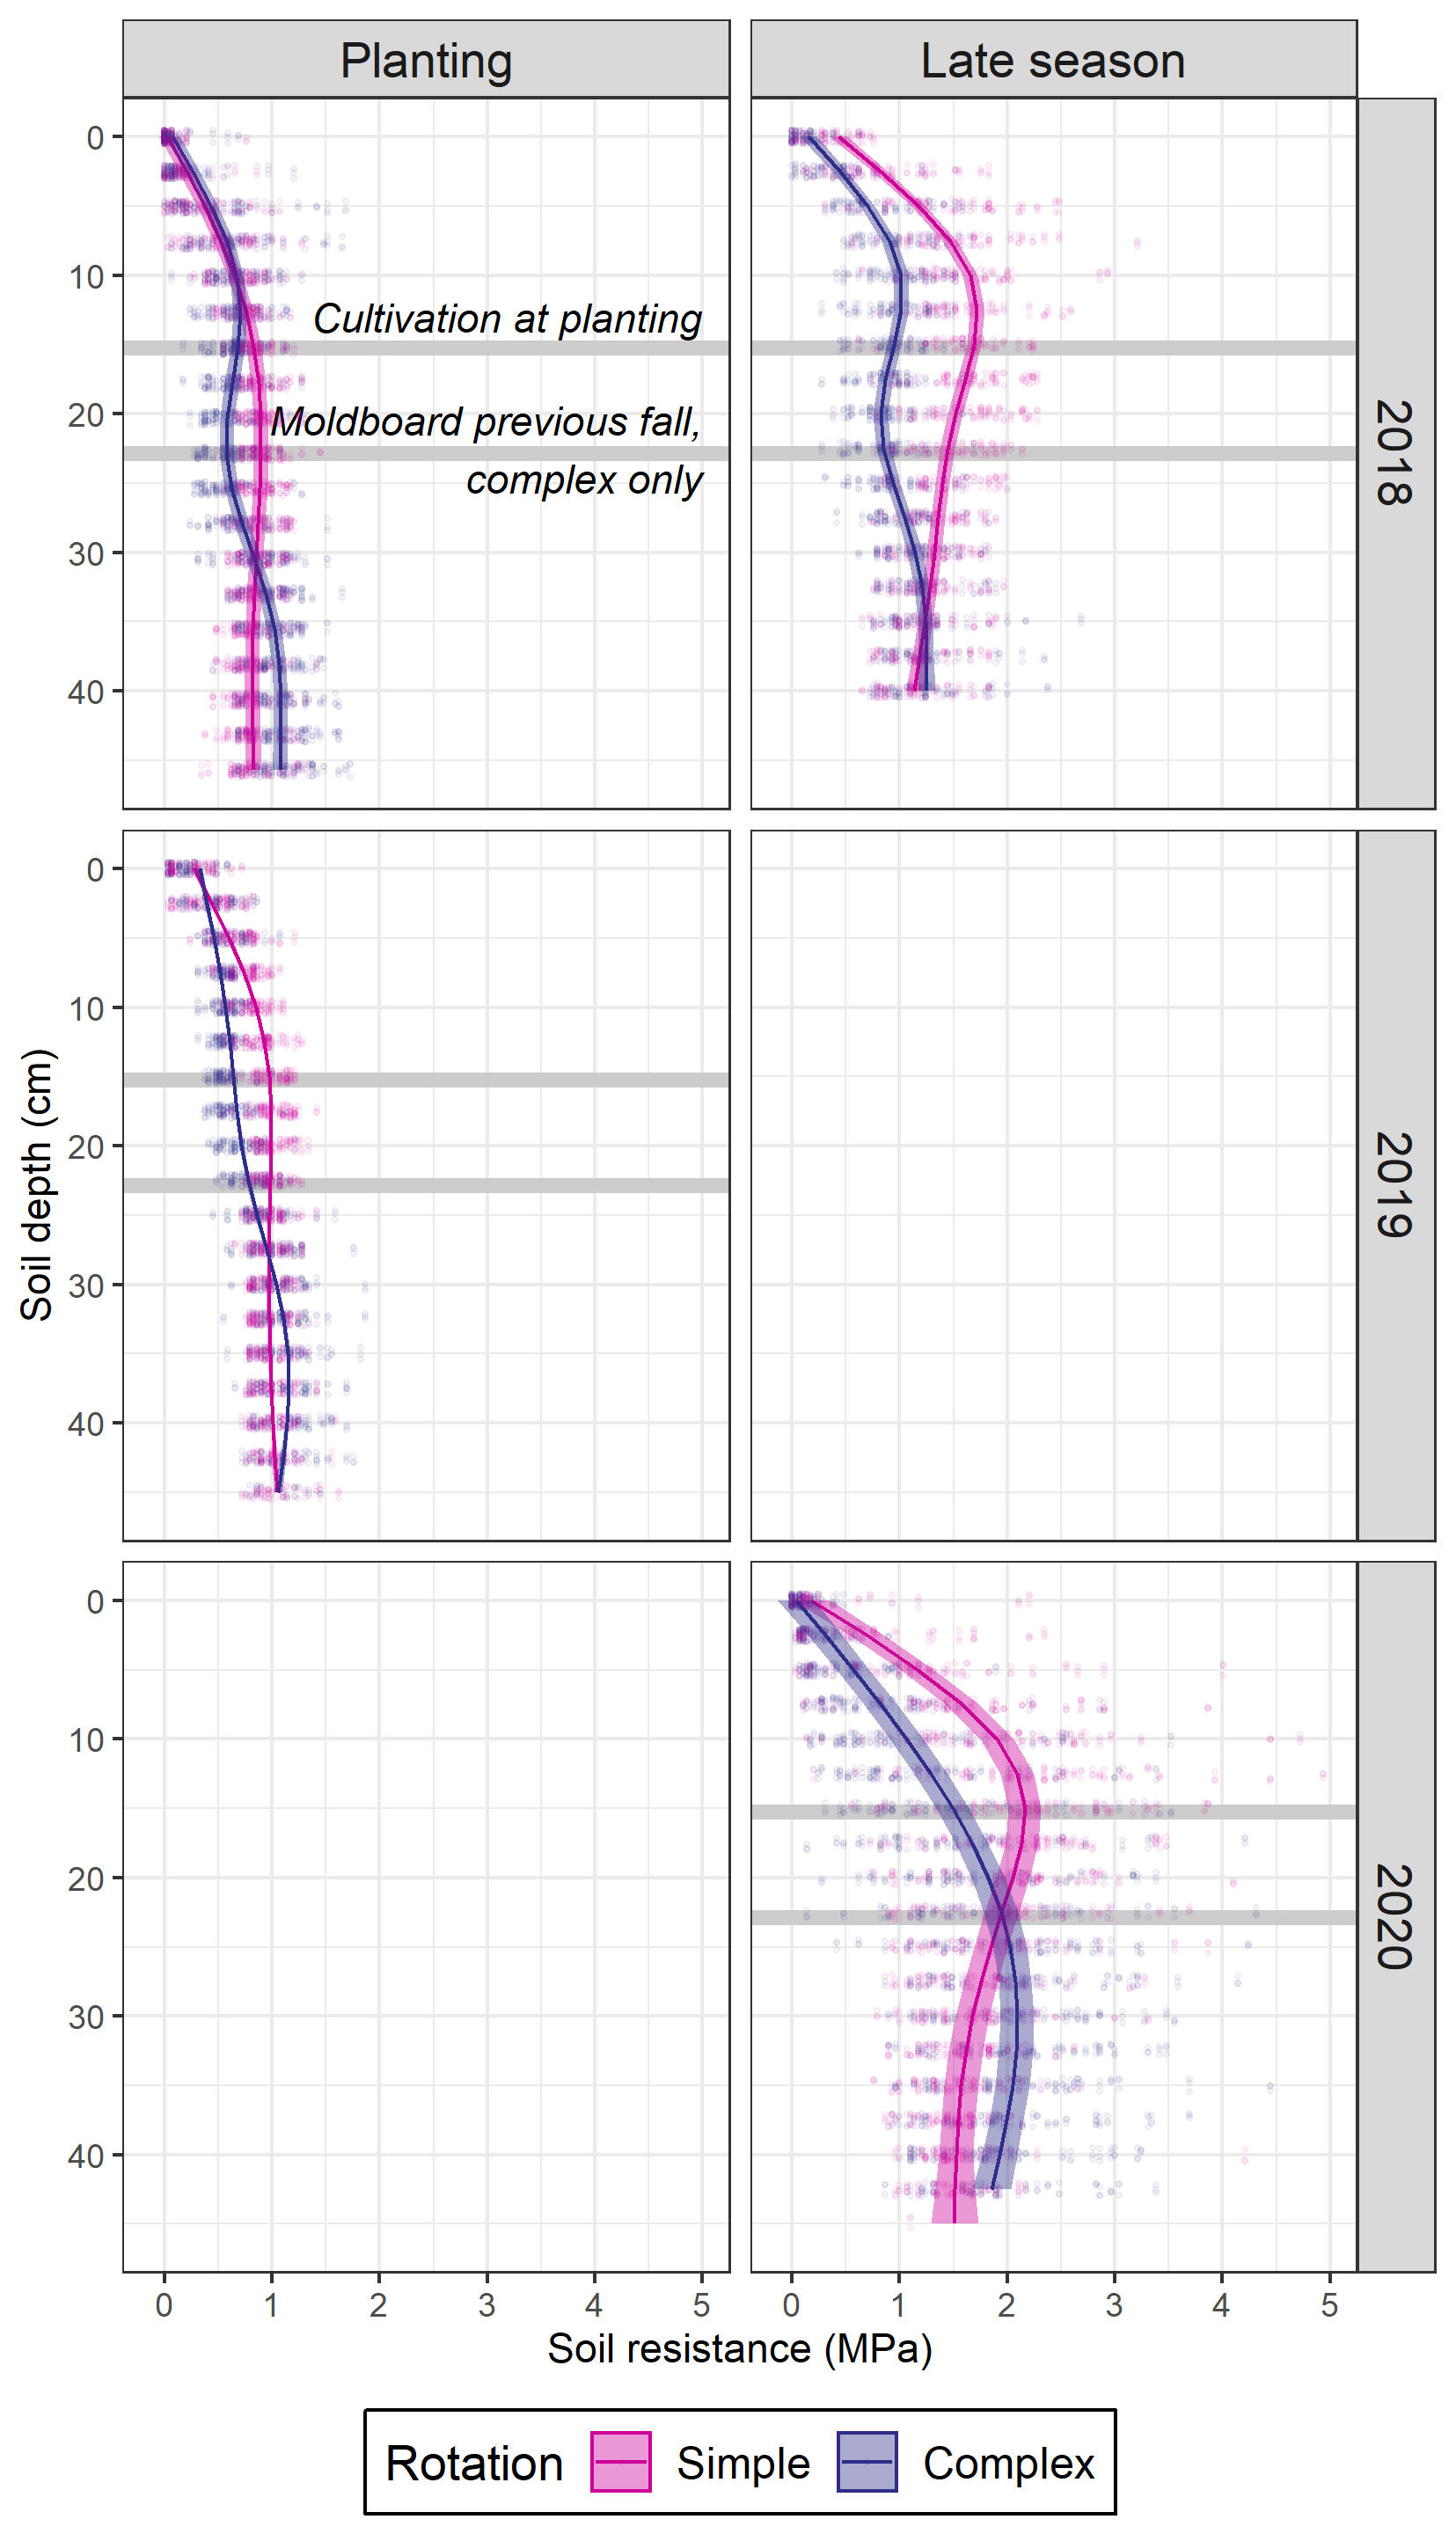 Planting
Late season
0
10
20
30
40
Cultivation at planting
Moldboard previous fall,
complex only
2018
0
10
20
30
40
2019
Soil depth (cm)
0
10
20
30
40
2020
0 1 2 3 4 5
0 1 2 3 4 5
Soil resistance (MPa)
Rotation Simple Complex